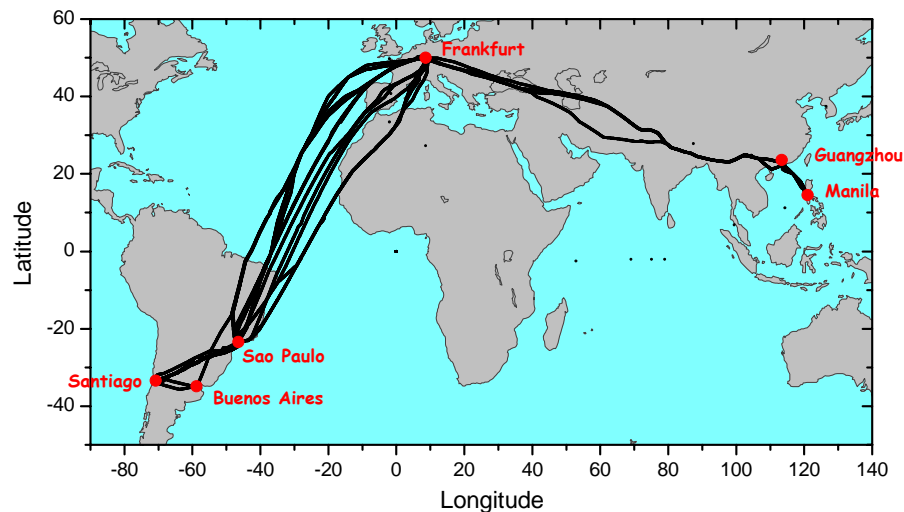 60
40
20
0
-20
-40
Latitude
Frankfurt
Guangzhou
Manila
Sao Paulo
Santiago
Buenos Aires
-80 -60 -40 -20 0 20 40 60 80 100 120 140
Longitude